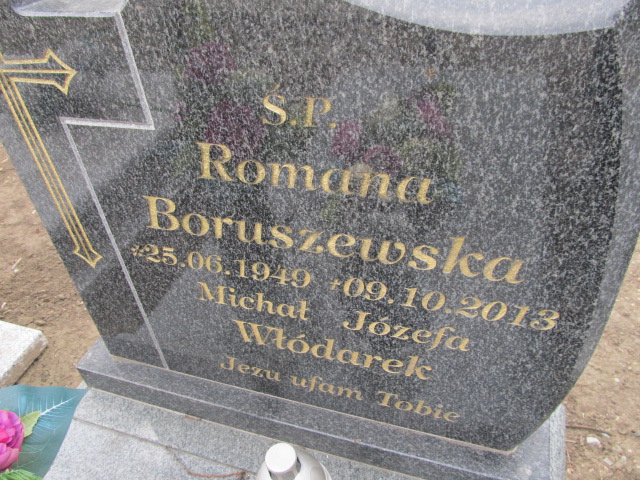 Ś.P.
Romana
Boruszewska
*25.06.1949 +09.10.2013
Michał Józefa
Włódarek
Jezu ufam Tobie